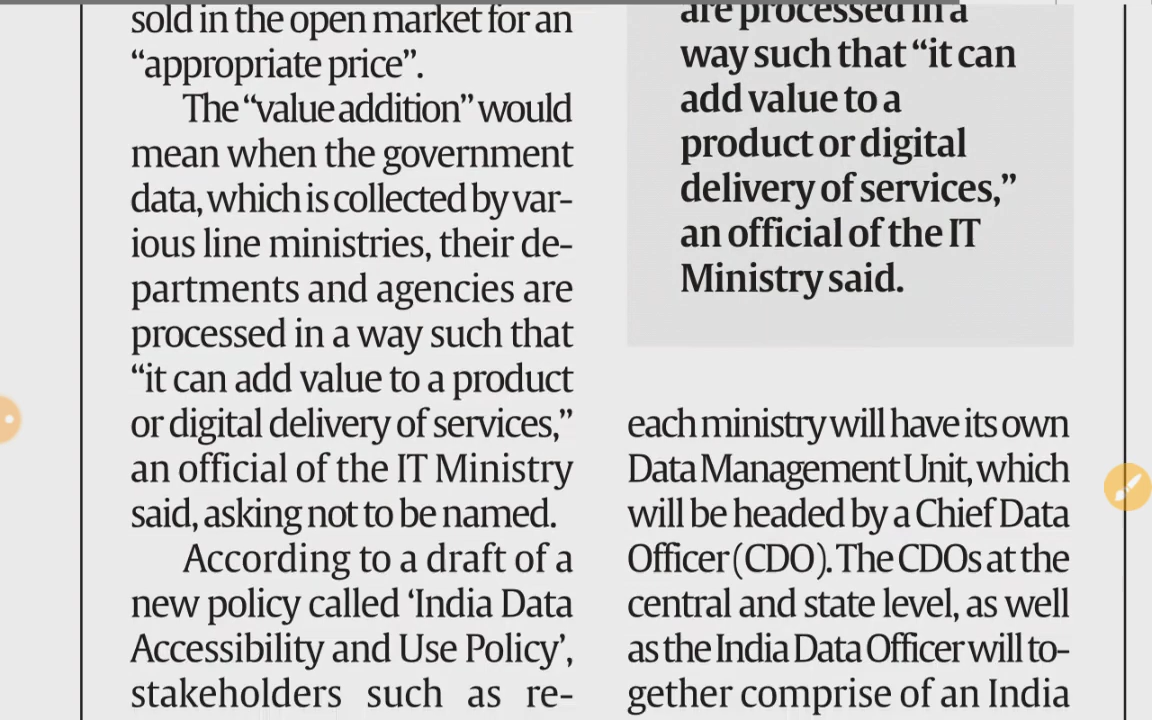 sold in the open market for an
“appropriate price”.
The “value addition” would
mean when the government
data, which is collected by var-
ious line ministries, their de-
partments and agencies are
processed in a way such that
“it can add value to a product
or digital delivery of services,”
an official of the IT Ministry
said, asking not to be named.
According to a draft of a
new policy called ‘India Data
Accessibility and Use Policy’,
stakeholders such as re-
are processed in a
way such that “it can
add value to a
product or digital
delivery of services,”
an official of the IT
Ministry said.
each ministry will have its own
Data Management Unit, which
will be headed by a Chief Data
Officer (CDO). The CDOs at the
central and state level, as well
as the India Data Officer will to-
gether comprise of an India